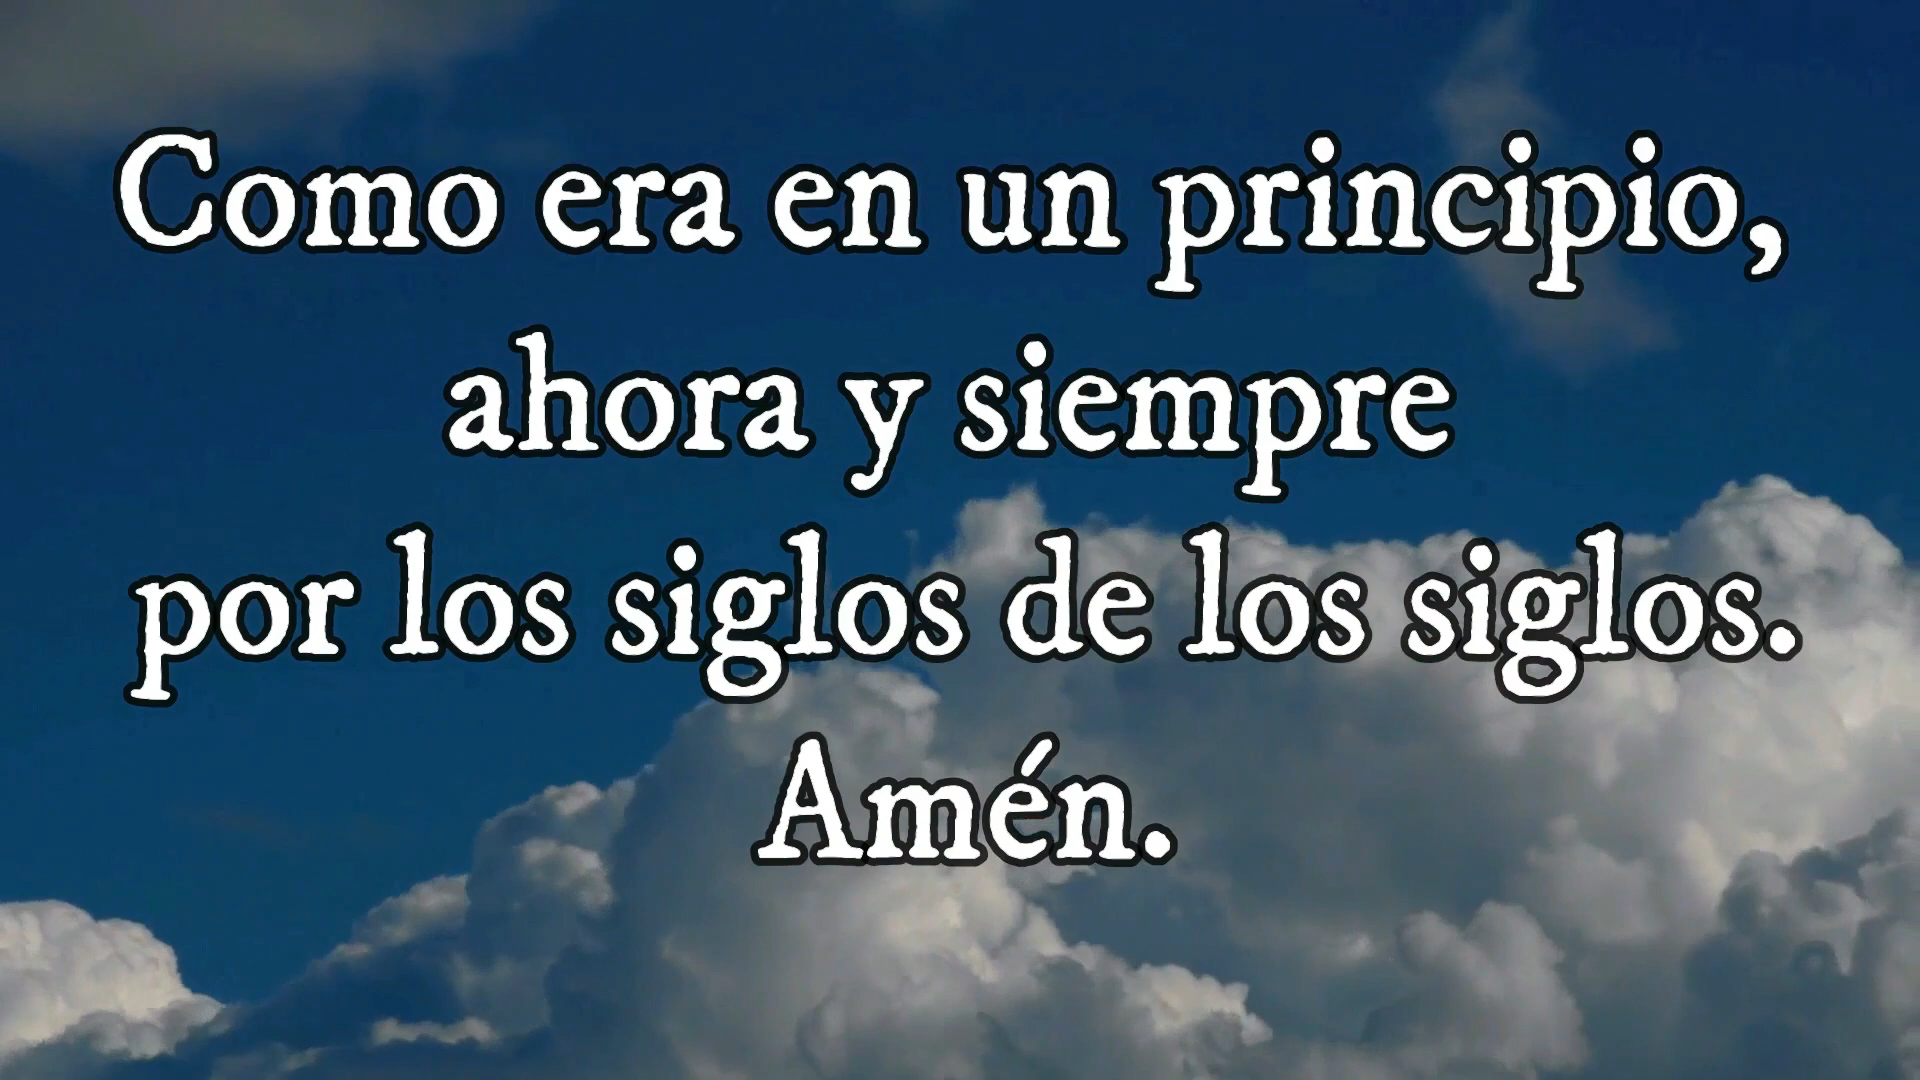 Como era en un principio,
ahora y siempre
por los siglos de los siglos.
Amén.